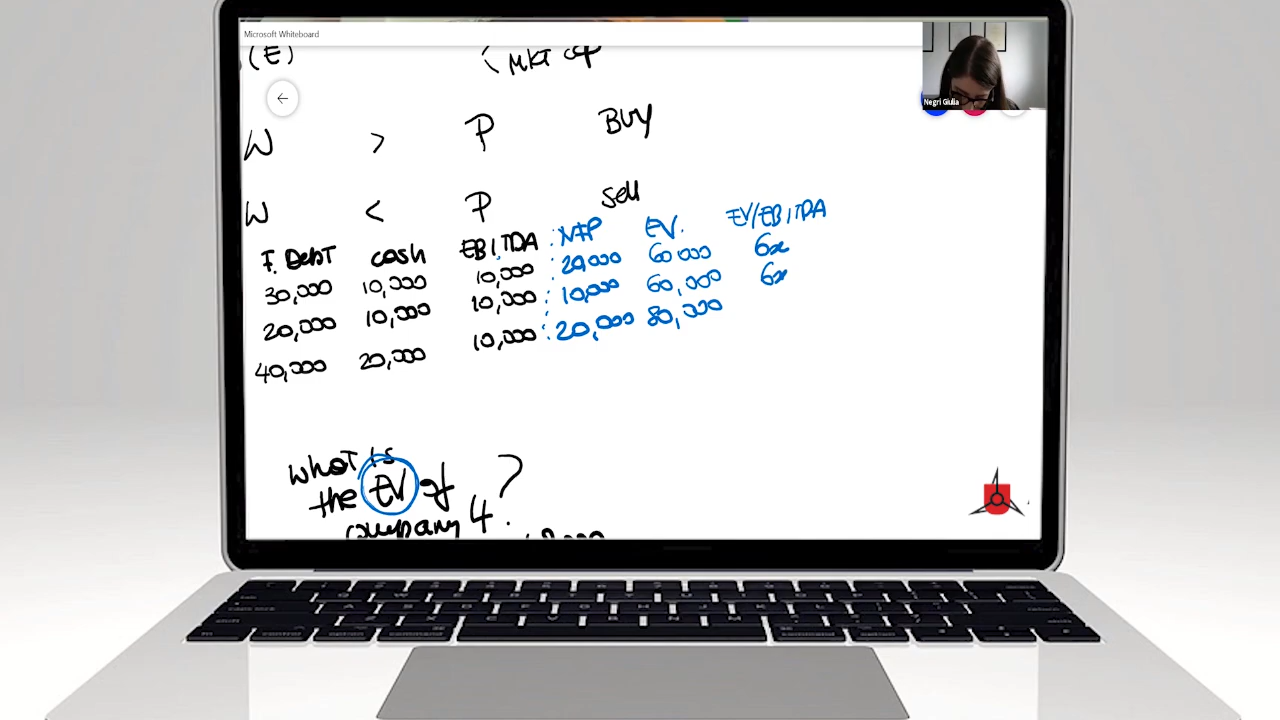 Microsoft Whiteboard
(E) (MKT cap
W > P Buy
W < P Sell
F. Debt cash EBITDA NFP EV. EV/EBITDA
30,000 10,000 10,000 20,000 60 000 6x
20,000 10,000 10,000 10,000 60,000 6x
40,000 20,000 10,000 20,000 80,000
What is
the EV of
company 4 ?
Negri Giulia